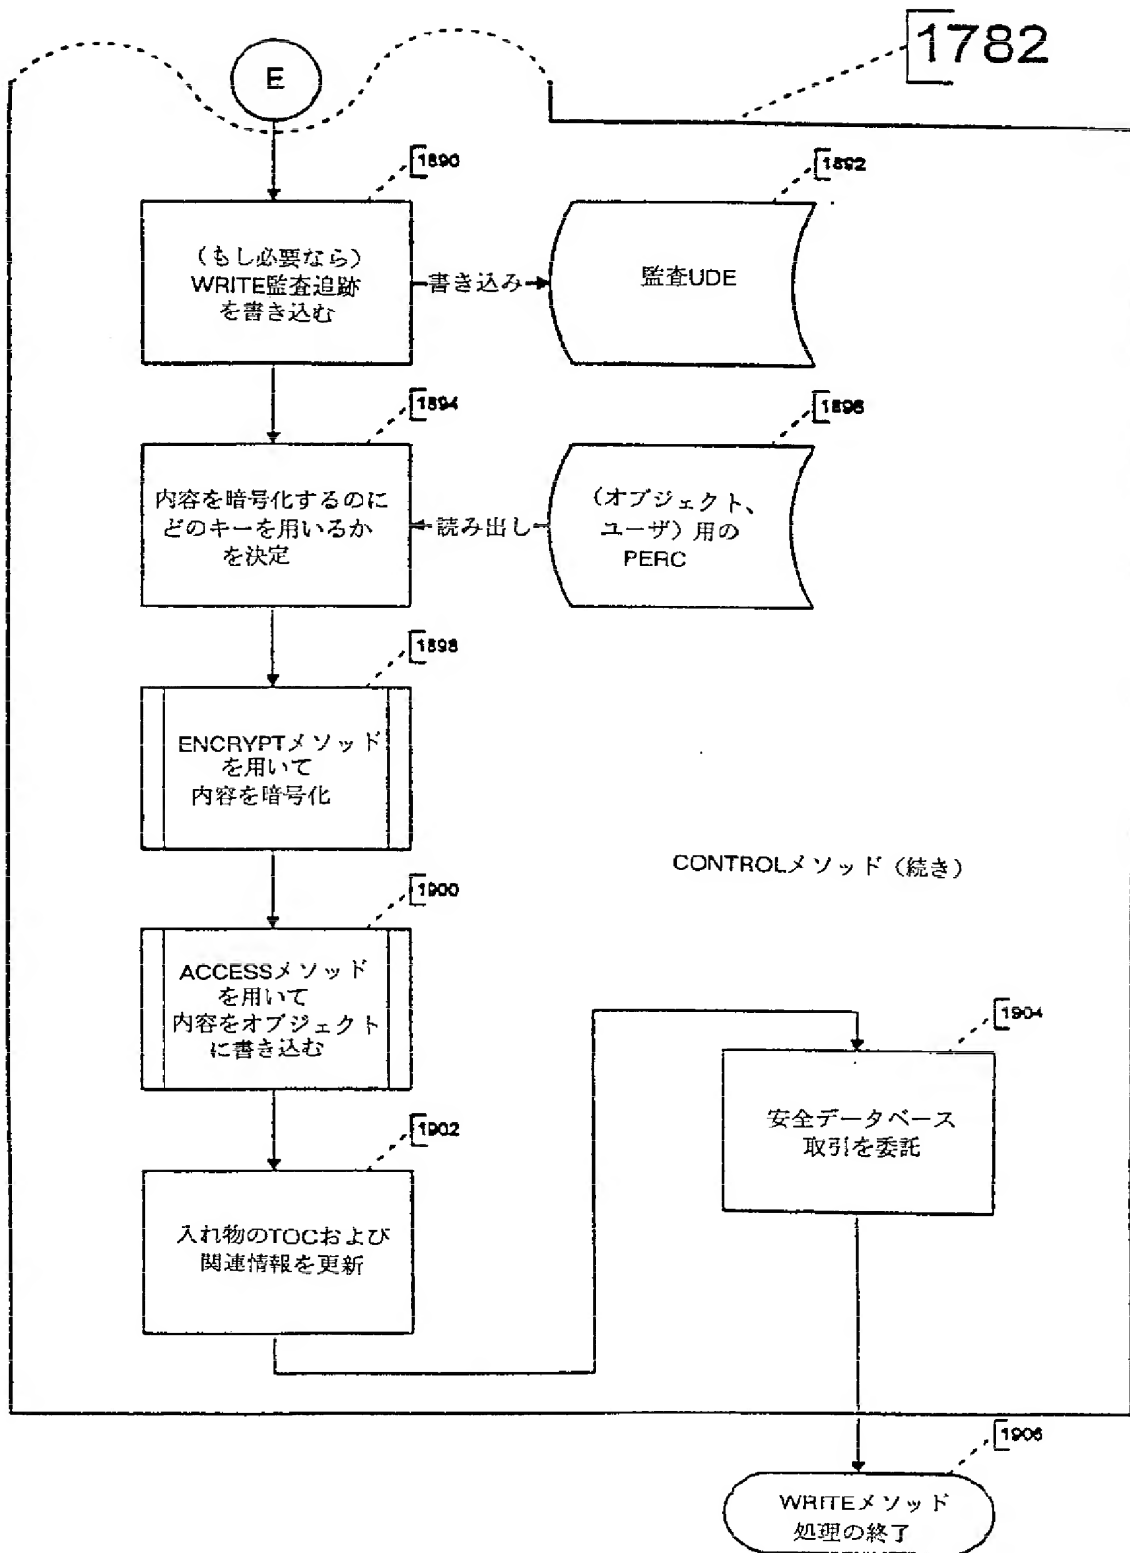 1782
E
1890
(もし必要なら)
WRITE監査追跡
を書き込む
書き込み
1892
監査UDE
1894
内容を暗号化するのに
どのキーを用いるか
を決定
読み出し
1896
(オブジェクト、
ユーザ)用の
PERC
1898
ENCRYPTメソッド
を用いて
内容を暗号化
CONTROLメソッド(続き)
1900
ACCESSメソッド
を用いて
内容をオブジェクト
に書き込む
1902
入れ物のTOCおよび
関連情報を更新
1904
安全データベース
取引を委託
1906
WRITEメソッド
処理の終了